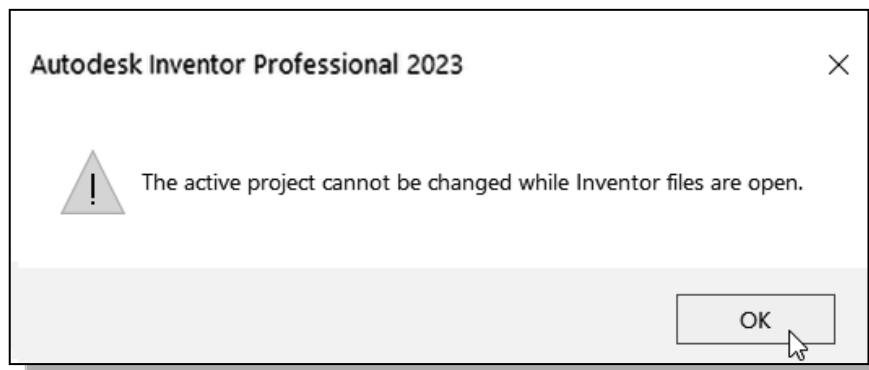 Autodesk Inventor Professional 2023
The active project cannot be changed while Inventor files are open.
OK